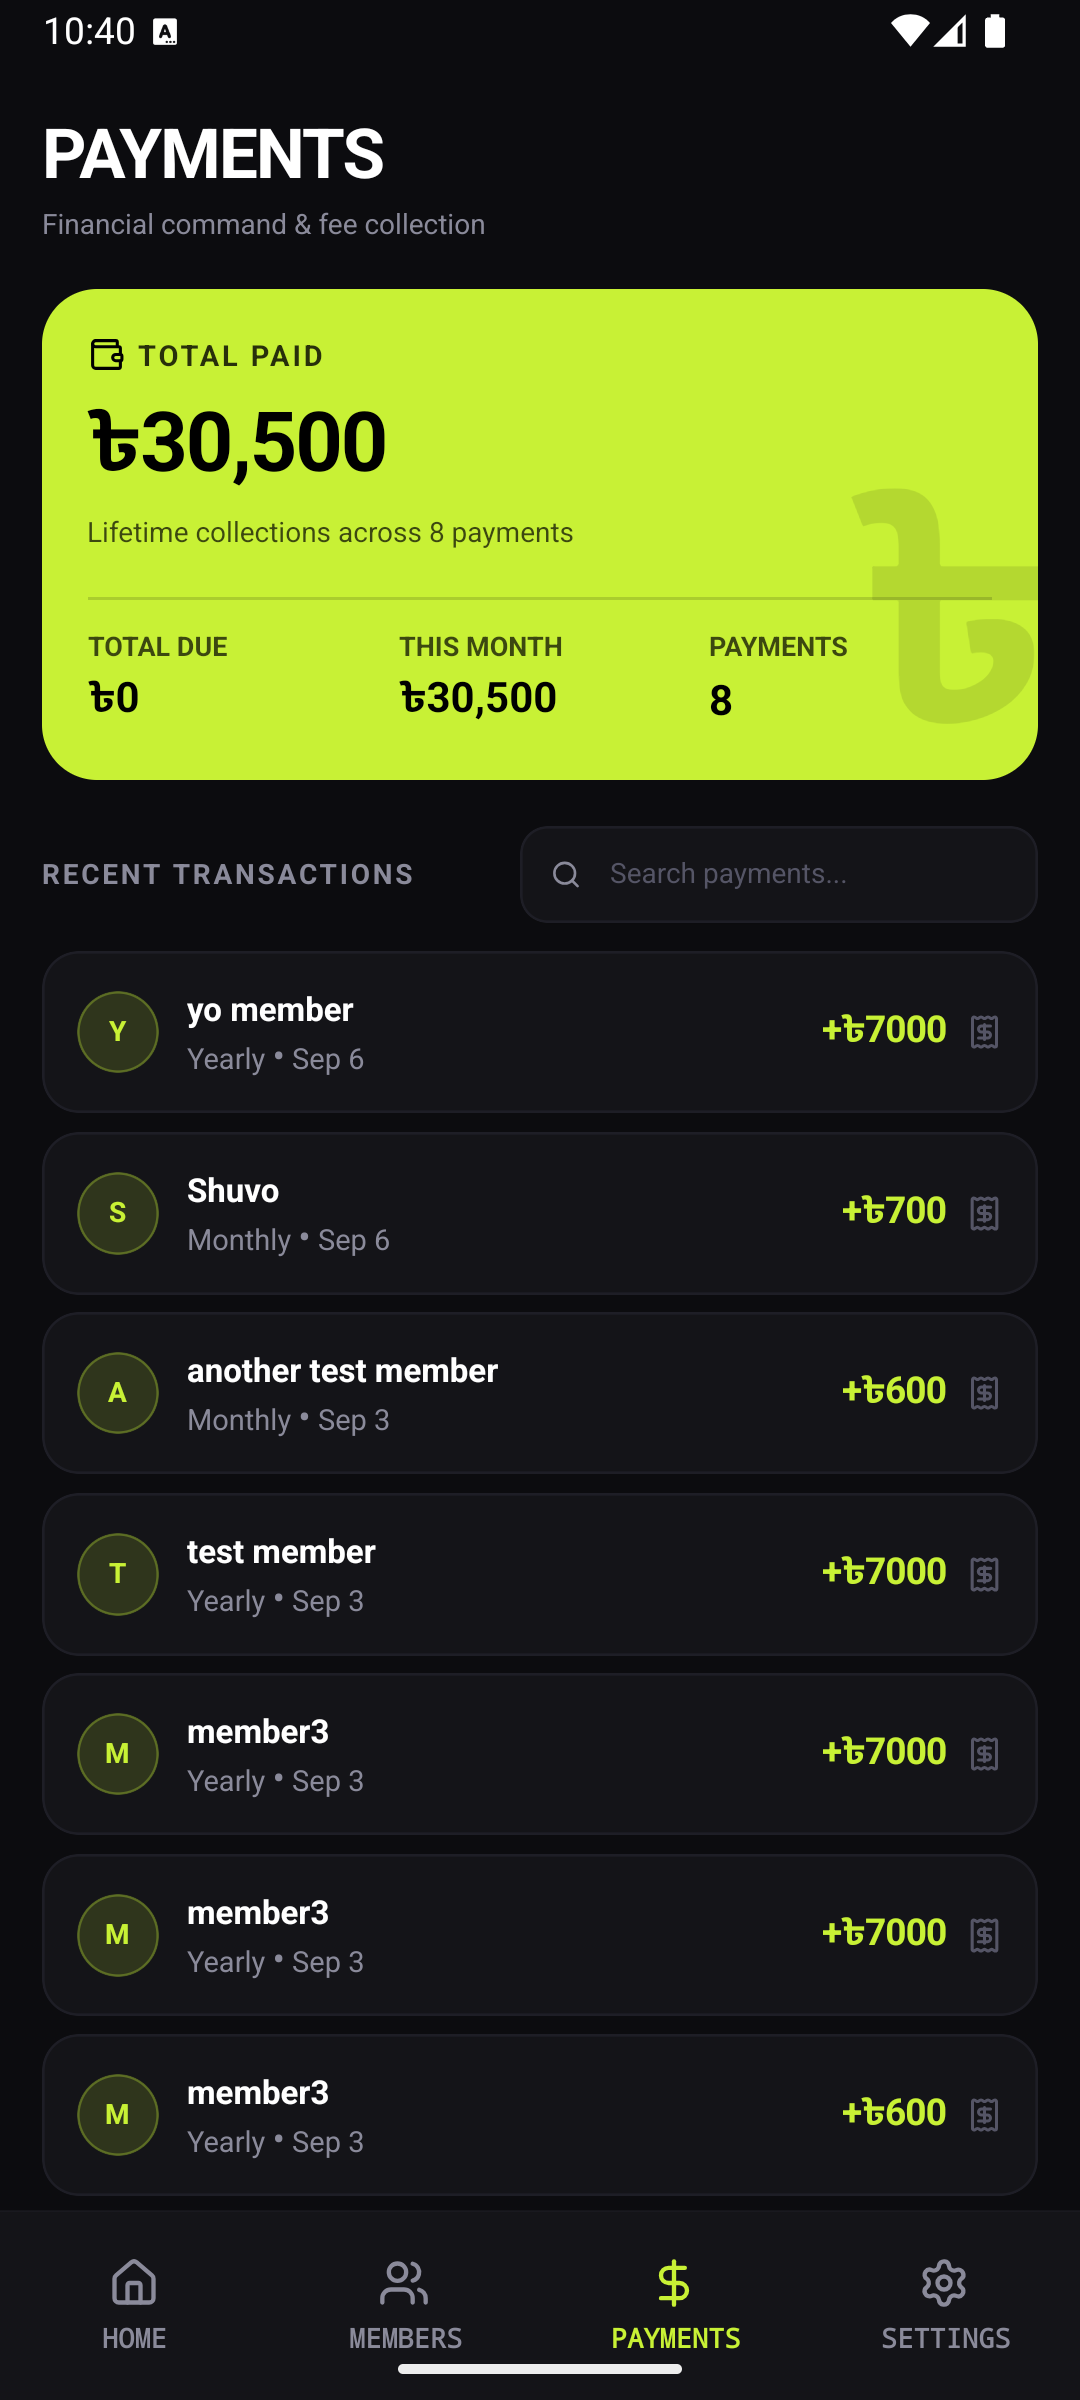 10:40
PAYMENTS
Financial command & fee collection
TOTAL PAID
৳30,500
Lifetime collections across 8 payments
৳
TOTAL DUE THIS MONTH PAYMENTS
৳0 ৳30,500 8
RECENT TRANSACTIONS Search payments...
Y yo member +৳7000
Yearly • Sep 6
S Shuvo +৳700
Monthly • Sep 6
A another test member +৳600
Monthly • Sep 3
T test member +৳7000
Yearly • Sep 3
M member3 +৳7000
Yearly • Sep 3
M member3 +৳7000
Yearly • Sep 3
M member3 +৳600
Yearly • Sep 3
HOME MEMBERS PAYMENTS SETTINGS